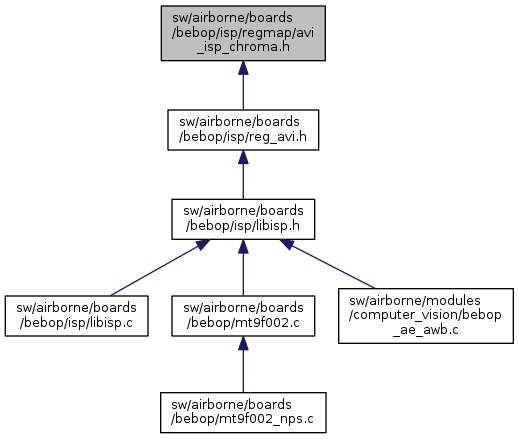 sw/airborne/boards
/bebop/isp/regmap/avi
_isp_chroma.h
sw/airborne/boards
/bebop/isp/reg_avi.h
sw/airborne/boards
/bebop/isp/libisp.h
sw/airborne/boards
/bebop/isp/libisp.c
sw/airborne/boards
/bebop/mt9f002.c
sw/airborne/modules
/computer_vision/bebop
_ae_awb.c
sw/airborne/boards
/bebop/mt9f002_nps.c